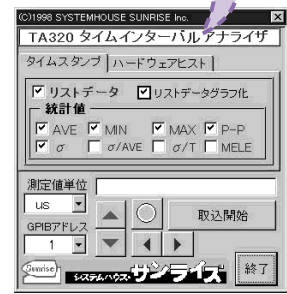 (C)1998 SYSTEMHOUSE SUNRISE Inc.
TA320 タイムインターバルアナライザ
タイムスタンプ ハードウェアヒスト
リストデータ リストデータグラフ化
統計値
AVE MIN MAX P-P
σ σ/AVE σ/T MELE
測定値単位
us
GPIBアドレス
1
取込開始
Sunrise システムハウス サンライズ 終了